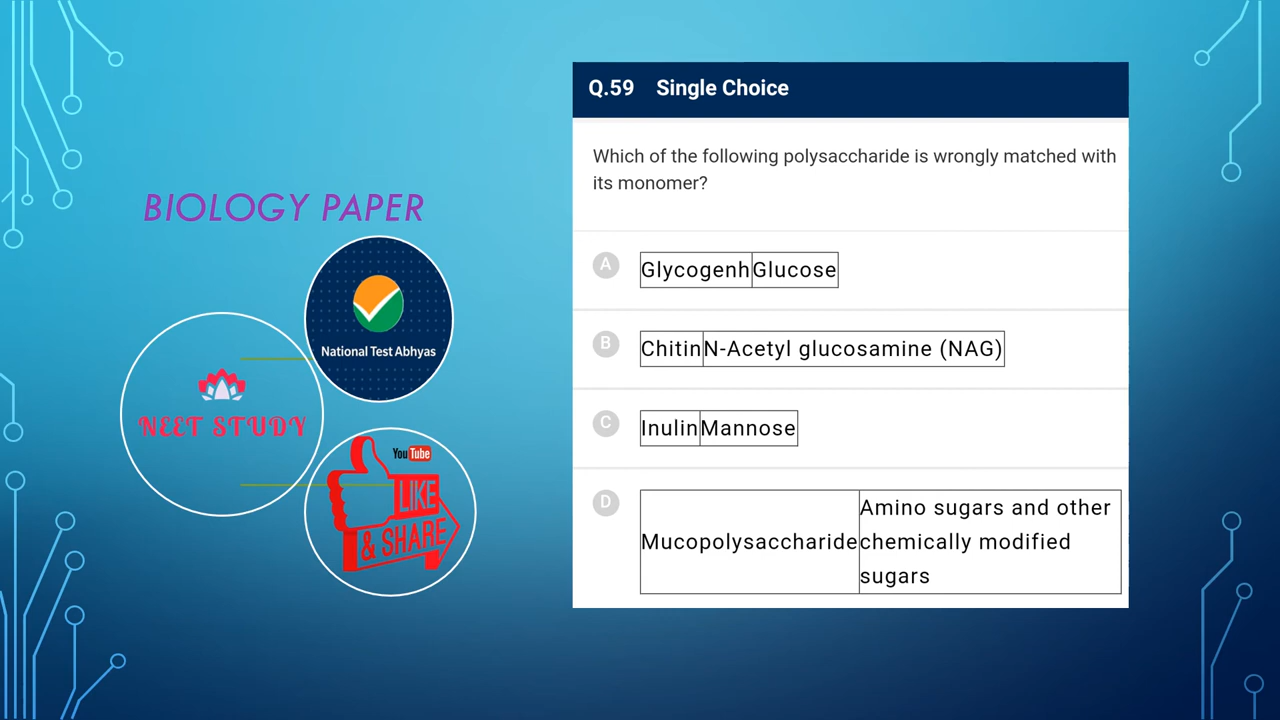 BIOLOGY PAPER
National Test Abhyas
NEET STUDY
YouTube
LIKE
& SHARE
Q.59 Single Choice
Which of the following polysaccharide is wrongly matched with
its monomer?
A GlycogenhGlucose
B Chitin N-Acetyl glucosamine (NAG)
C Inulin Mannose
D Mucopolysaccharide
Amino sugars and other
chemically modified
sugars